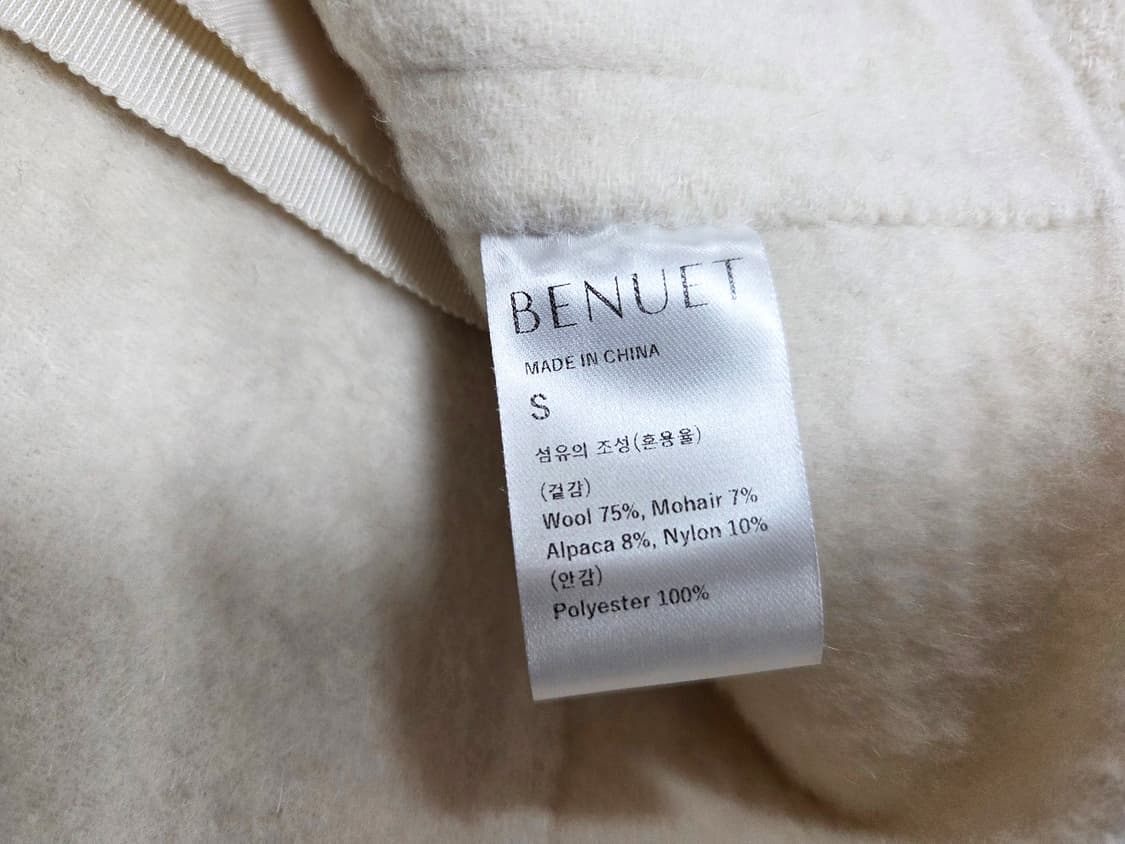 BENUET
MADE IN CHINA
S
섬유의 조성(혼용율)
(겉감)
Wool 75%, Mohair 7%
Alpaca 8%, Nylon 10%
(안감)
Polyester 100%